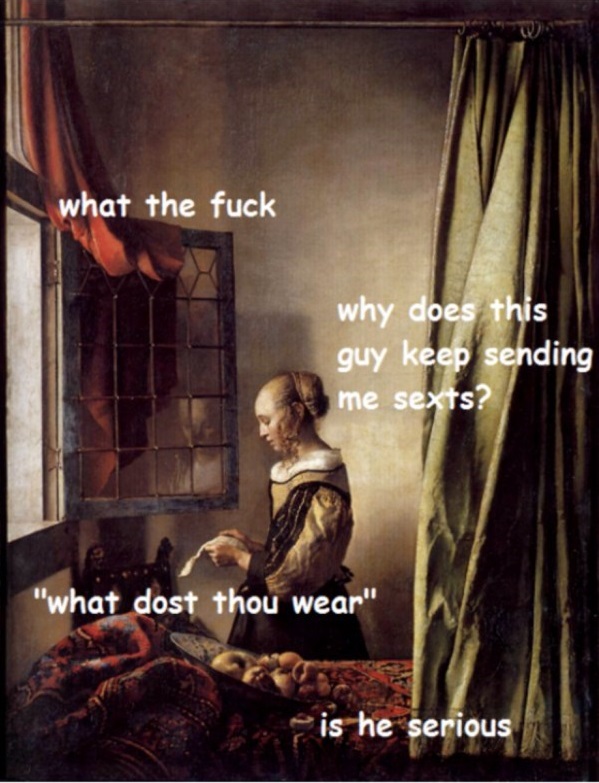 what the fuck
why does this
guy keep sending
me sexts?
"what dost thou wear"
is he serious